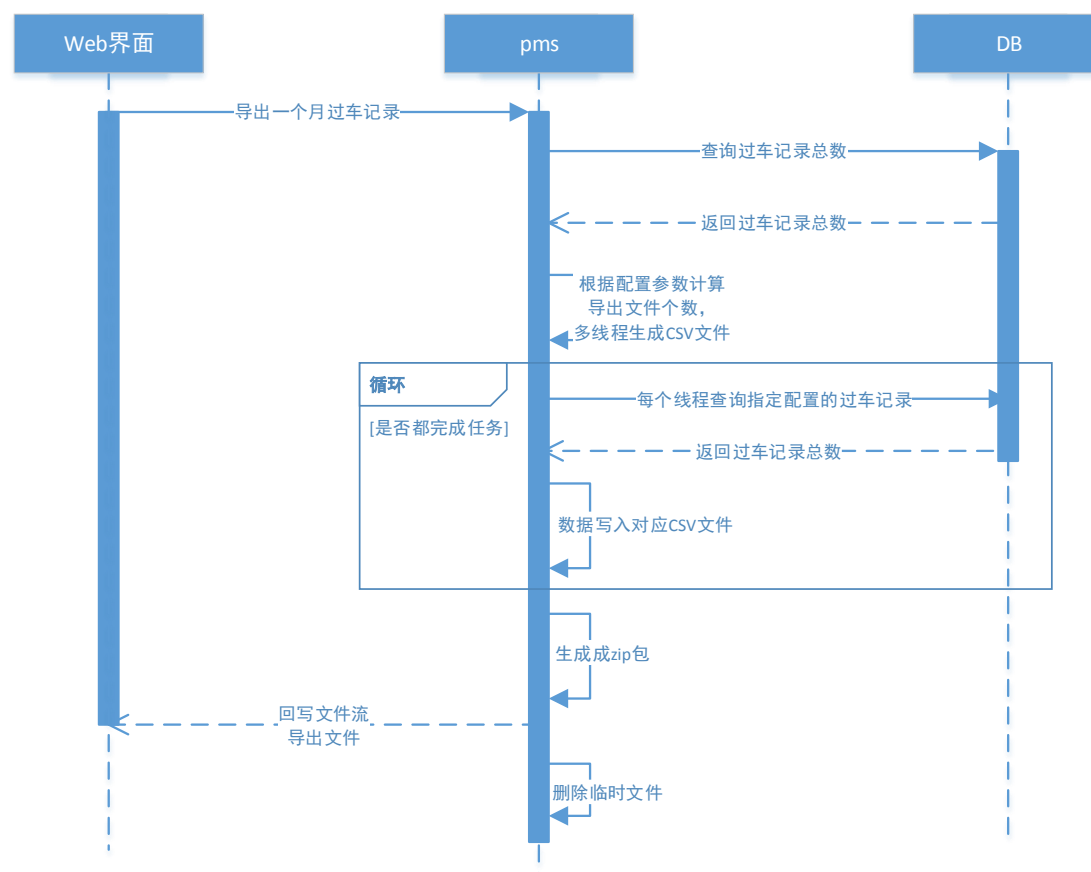 Web界面
pms
DB
导出一个月过车记录
查询过车记录总数
返回过车记录总数
根据配置参数计算
导出文件个数，
多线程生成CSV文件
循环
每个线程查询指定配置的过车记录
[是否都完成任务]
返回过车记录总数
数据写入对应CSV文件
生成成zip包
回写文件流
导出文件
删除临时文件